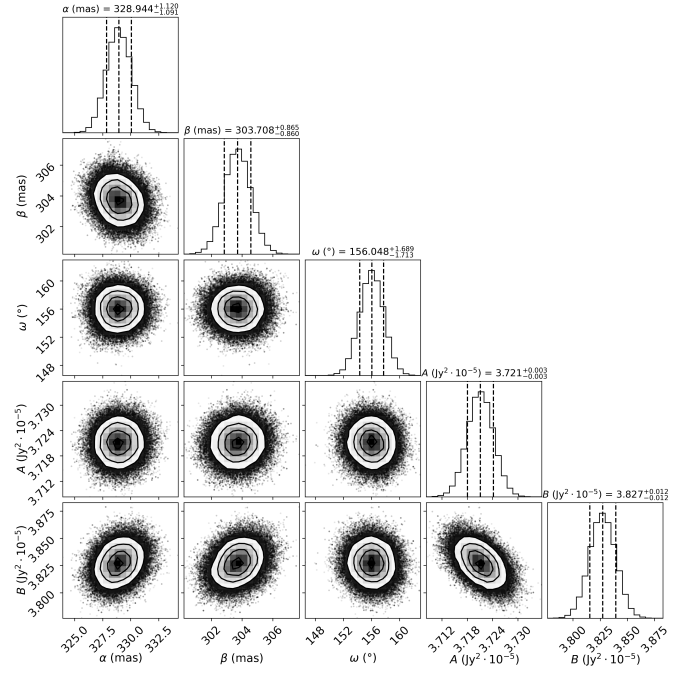 α (mas) = 328.944+1.120 −1.091
β (mas) = 303.708+0.865 −0.860
306
304
302
β (mas)
ω (°) = 156.048+1.689 −1.713
160
156
152
148
ω (°)
A (Jy² · 10⁻⁵) = 3.721+0.003 −0.003
3.730
3.724
3.718
3.712
A (Jy² · 10⁻⁵)
B (Jy² · 10⁻⁵) = 3.827+0.012 −0.012
3.875
3.850
3.825
3.800
B (Jy² · 10⁻⁵)
325.0 327.5 330.0 332.5
302 304 306
148 152 156 160
3.712 3.718 3.724 3.730
3.800 3.825 3.850 3.875
α (mas) β (mas) ω (°) A (Jy² · 10⁻⁵) B (Jy² · 10⁻⁵)